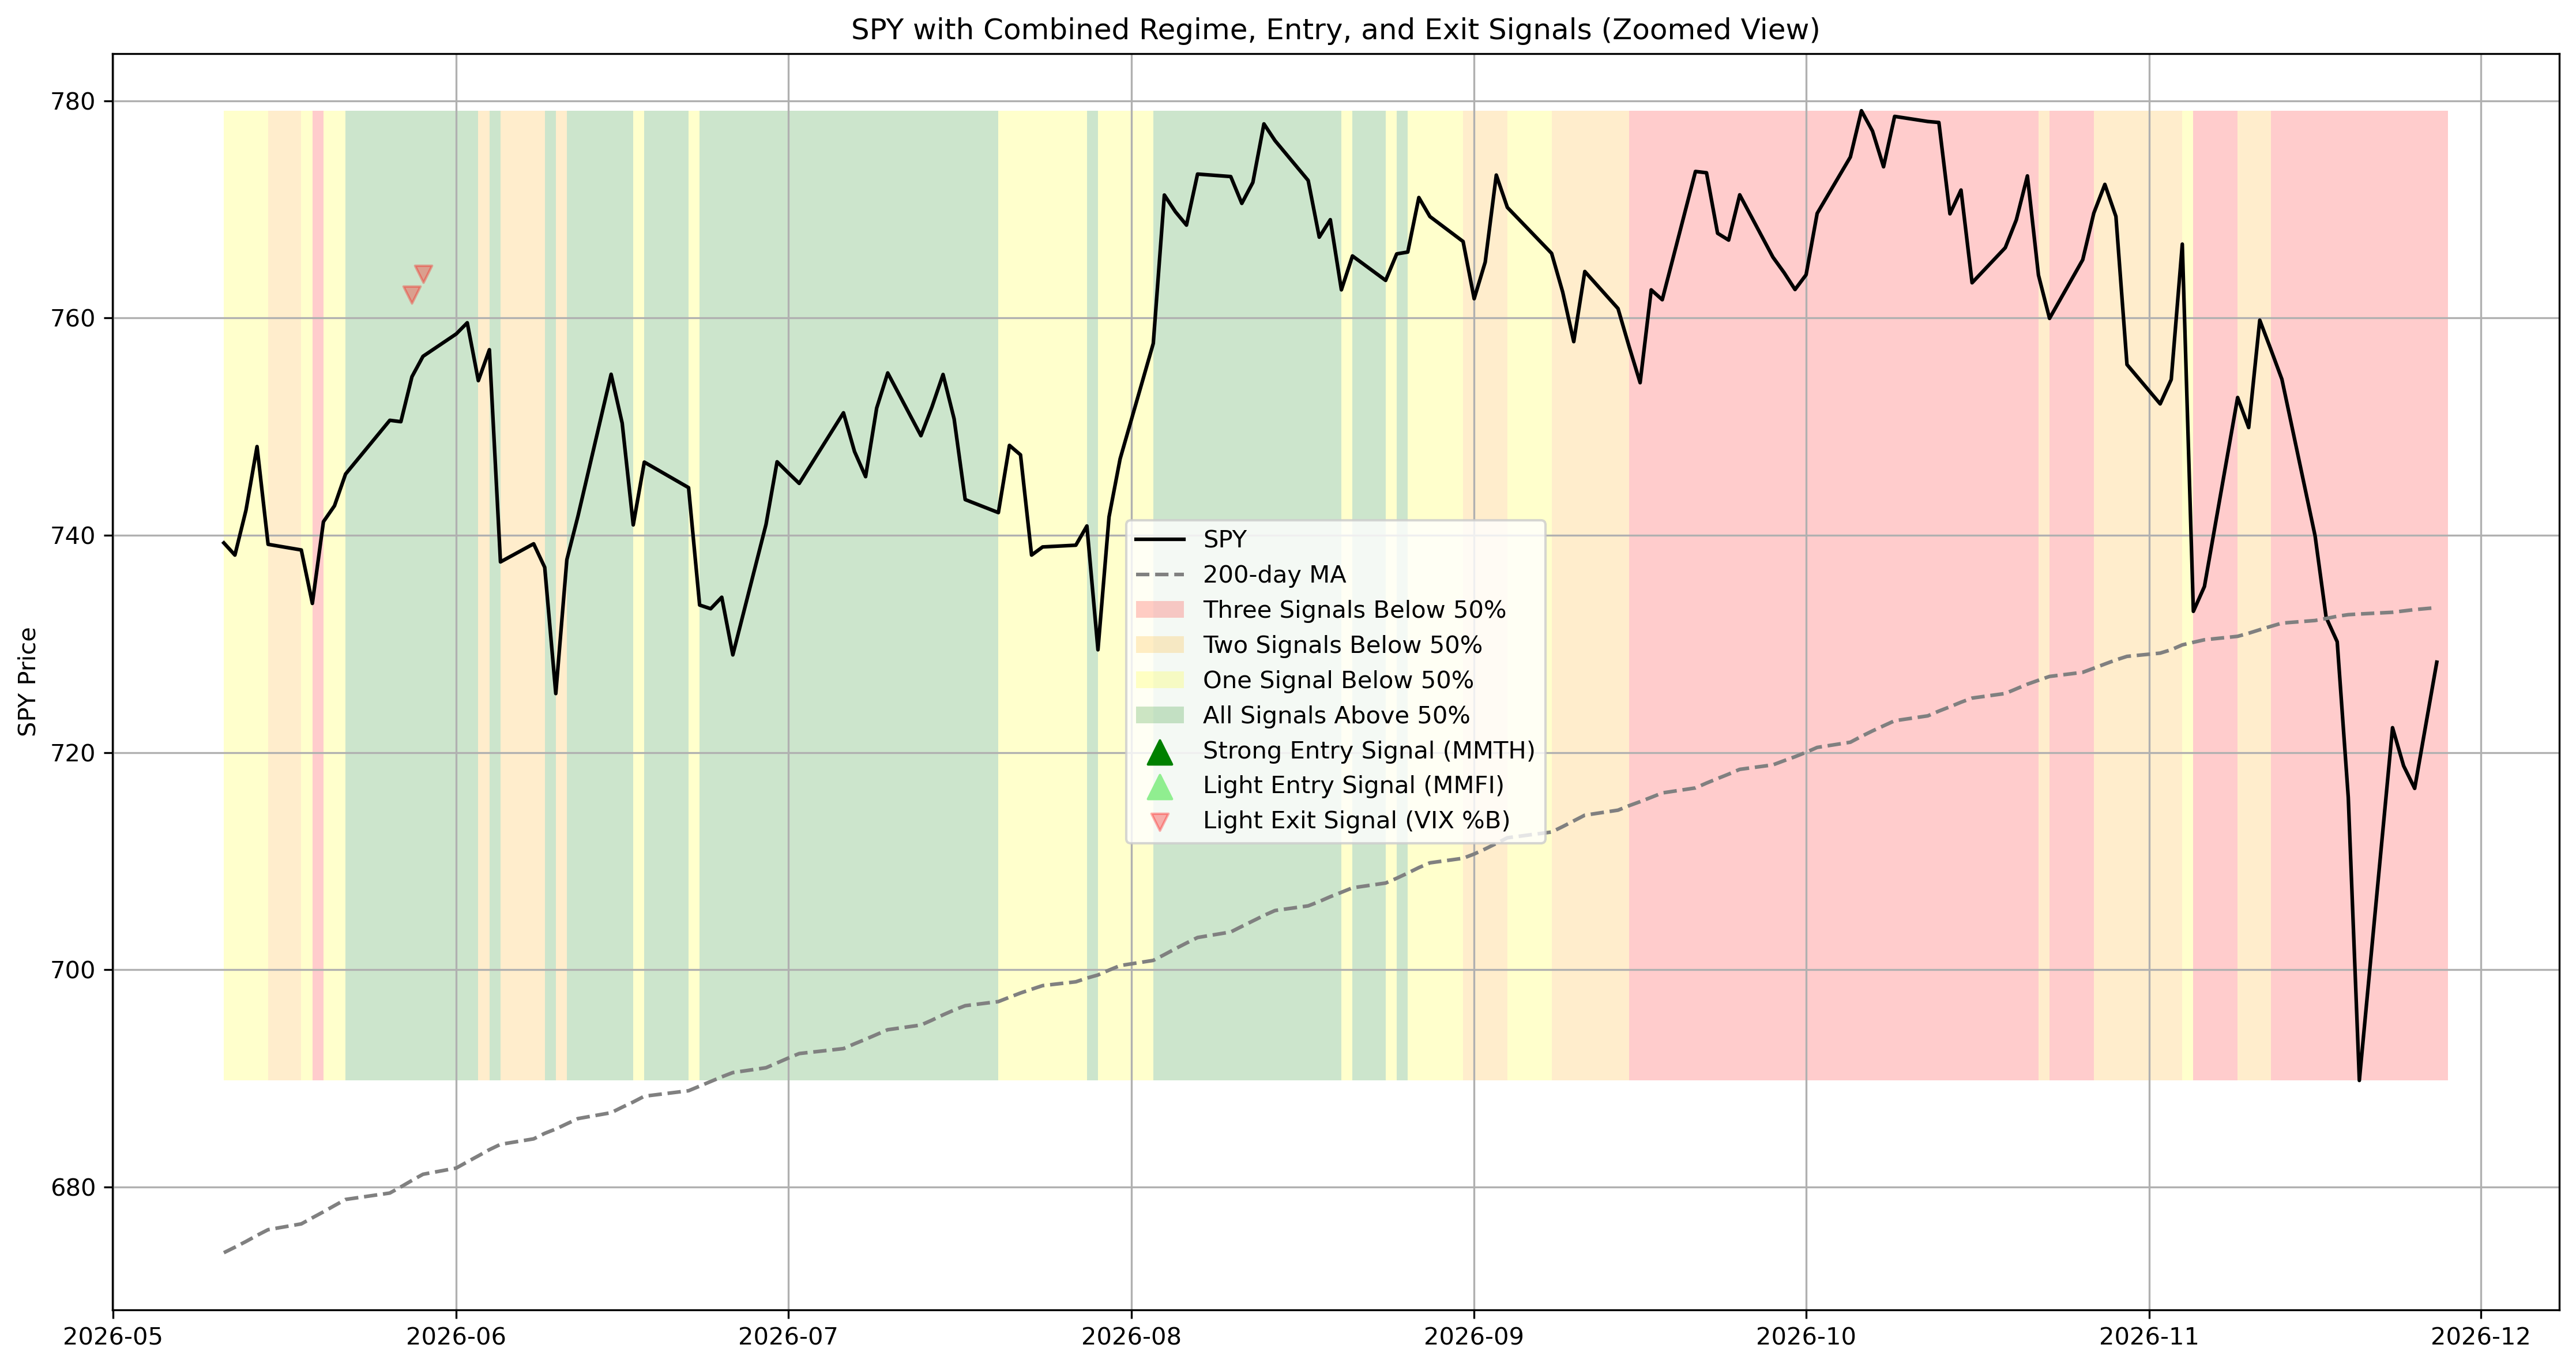 SPY with Combined Regime, Entry, and Exit Signals (Zoomed View)
SPY Price
780
760
740
720
700
680
SPY
200-day MA
Three Signals Below 50%
Two Signals Below 50%
One Signal Below 50%
All Signals Above 50%
Strong Entry Signal (MMTH)
Light Entry Signal (MMFI)
Light Exit Signal (VIX %B)
2026-05 2026-06 2026-07 2026-08 2026-09 2026-10 2026-11 2026-12